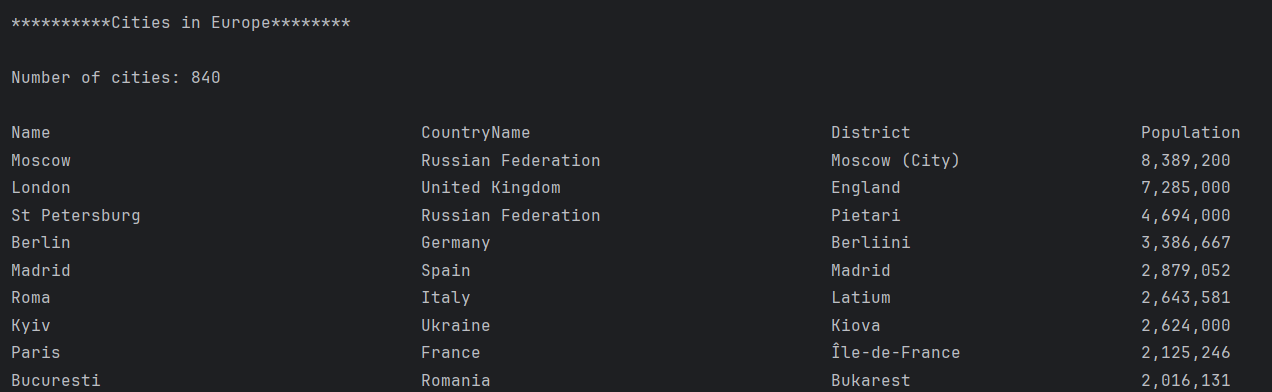 **********Cities in Europe********
Number of cities: 840
Name CountryName District Population
Moscow Russian Federation Moscow (City) 8,389,200
London United Kingdom England 7,285,000
St Petersburg Russian Federation Pietari 4,694,000
Berlin Germany Berliini 3,386,667
Madrid Spain Madrid 2,879,052
Roma Italy Latium 2,643,581
Kyiv Ukraine Kiova 2,624,000
Paris France Île-de-France 2,125,246
Bucuresti Romania Bukarest 2,016,131